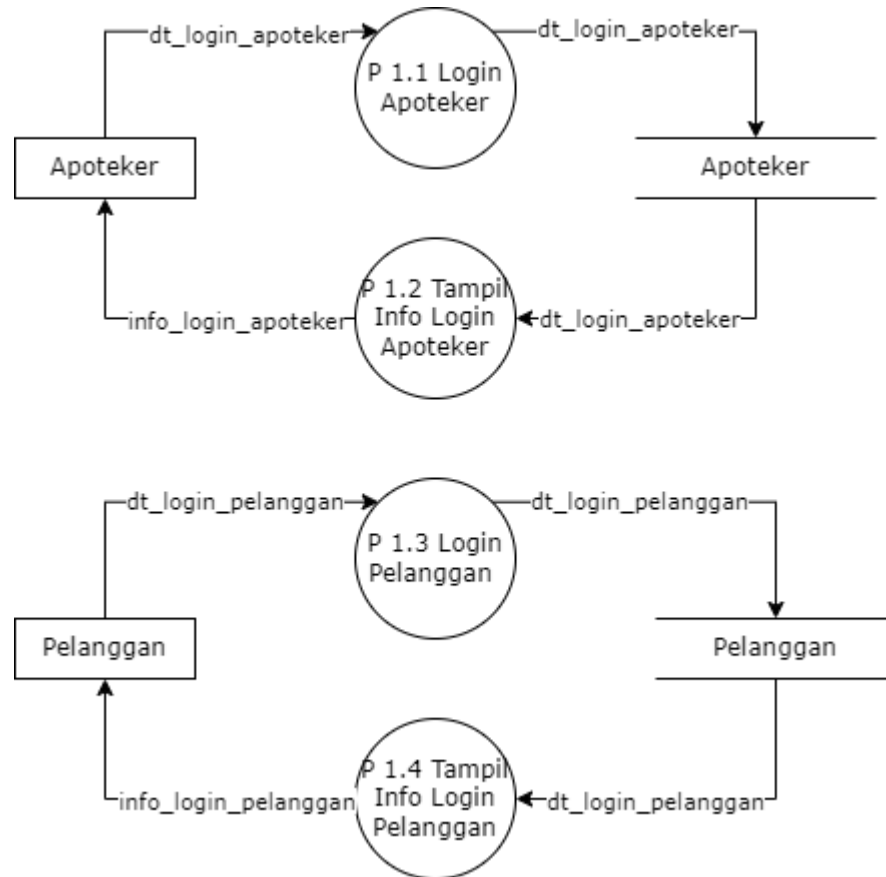 dt_login_apoteker
dt_login_apoteker
P 1.1 Login
Apoteker
Apoteker
Apoteker
P 1.2 Tampil
Info Login
Apoteker
info_login_apoteker
dt_login_apoteker
dt_login_pelanggan
dt_login_pelanggan
P 1.3 Login
Pelanggan
Pelanggan
Pelanggan
P 1.4 Tampil
Info Login
Pelanggan
info_login_pelanggan
dt_login_pelanggan